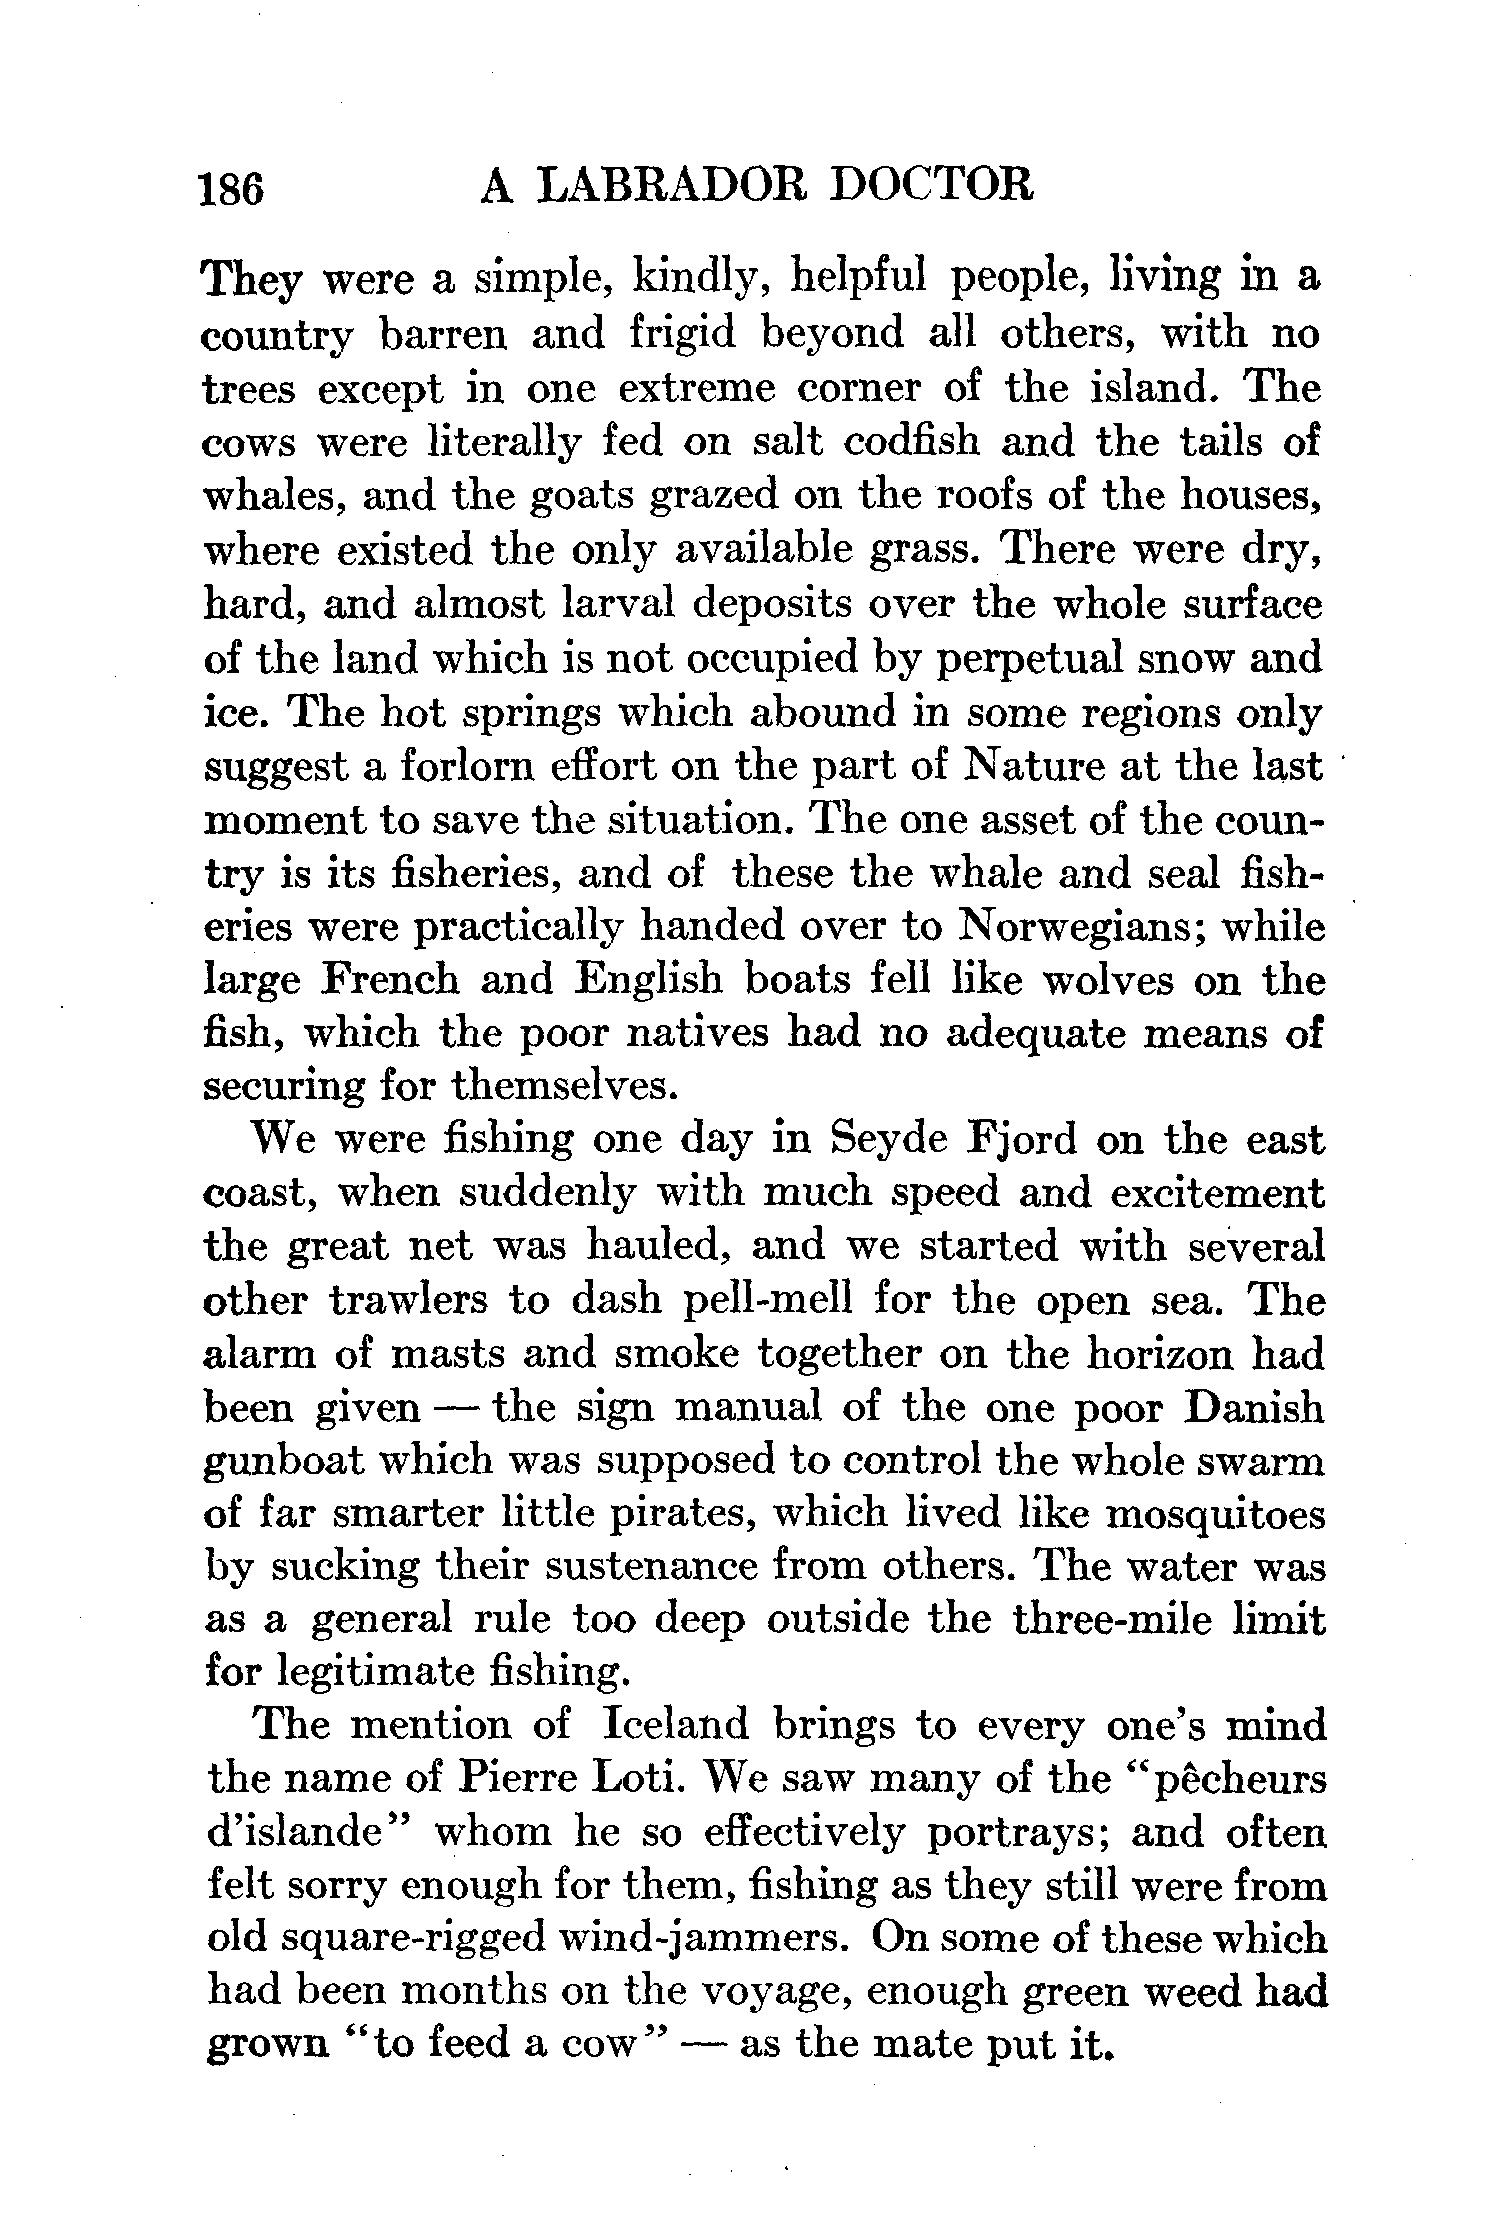 186 A LABRADOR DOCTOR
They were a simple, kindly, helpful people, living in a
country barren and frigid beyond all others, with no
trees except in one extreme corner of the island. The
cows were literally fed on salt codfish and the tails of
whales, and the goats grazed on the roofs of the houses,
where existed the only available grass. There were dry,
hard, and almost larval deposits over the whole surface
of the land which is not occupied by perpetual snow and
ice. The hot springs which abound in some regions only
suggest a forlorn effort on the part of Nature at the last
moment to save the situation. The one asset of the coun-
try is its fisheries, and of these the whale and seal fish-
eries were practically handed over to Norwegians; while
large French and English boats fell like wolves on the
fish, which the poor natives had no adequate means of
securing for themselves.
We were fishing one day in Seyde Fjord on the east
coast, when suddenly with much speed and excitement
the great net was hauled, and we started with several
other trawlers to dash pell-mell for the open sea. The
alarm of masts and smoke together on the horizon had
been given — the sign manual of the one poor Danish
gunboat which was supposed to control the whole swarm
of far smarter little pirates, which lived like mosquitoes
by sucking their sustenance from others. The water was
as a general rule too deep outside the three-mile limit
for legitimate fishing.
The mention of Iceland brings to every one's mind
the name of Pierre Loti. We saw many of the "pêcheurs
d'islande" whom he so effectively portrays; and often
felt sorry enough for them, fishing as they still were from
old square-rigged wind-jammers. On some of these which
had been months on the voyage, enough green weed had
grown "to feed a cow" — as the mate put it.